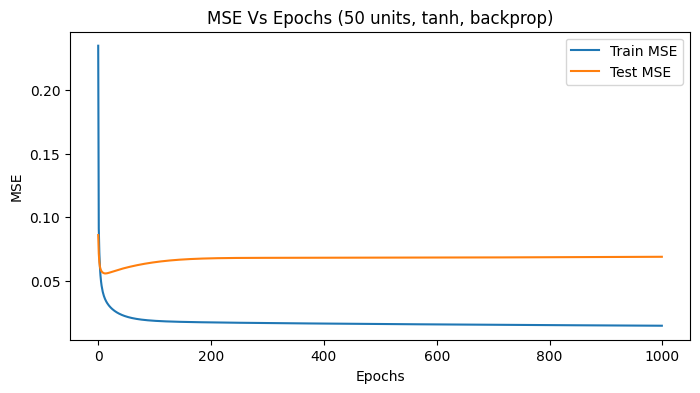 MSE Vs Epochs (50 units, tanh, backprop)
Train MSE
Test MSE
MSE
0.20
0.15
0.10
0.05
0
200
400
600
800
1000
Epochs